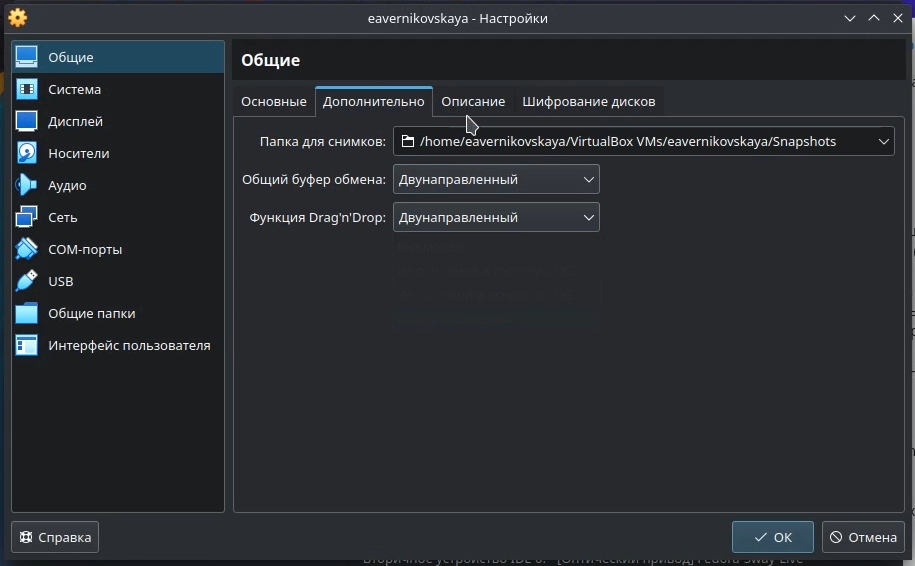 eavernikovskaya - Настройки
Общие
Система
Дисплей
Носители
Аудио
Сеть
COM-порты
USB
Общие папки
Интерфейс пользователя
Общие
Основные Дополнительно Описание Шифрование дисков
Папка для снимков: /home/eavernikovskaya/VirtualBox VMs/eavernikovskaya/Snapshots
Общий буфер обмена: Двунаправленный
Функция Drag'n'Drop: Двунаправленный
Справка
ОК Отмена